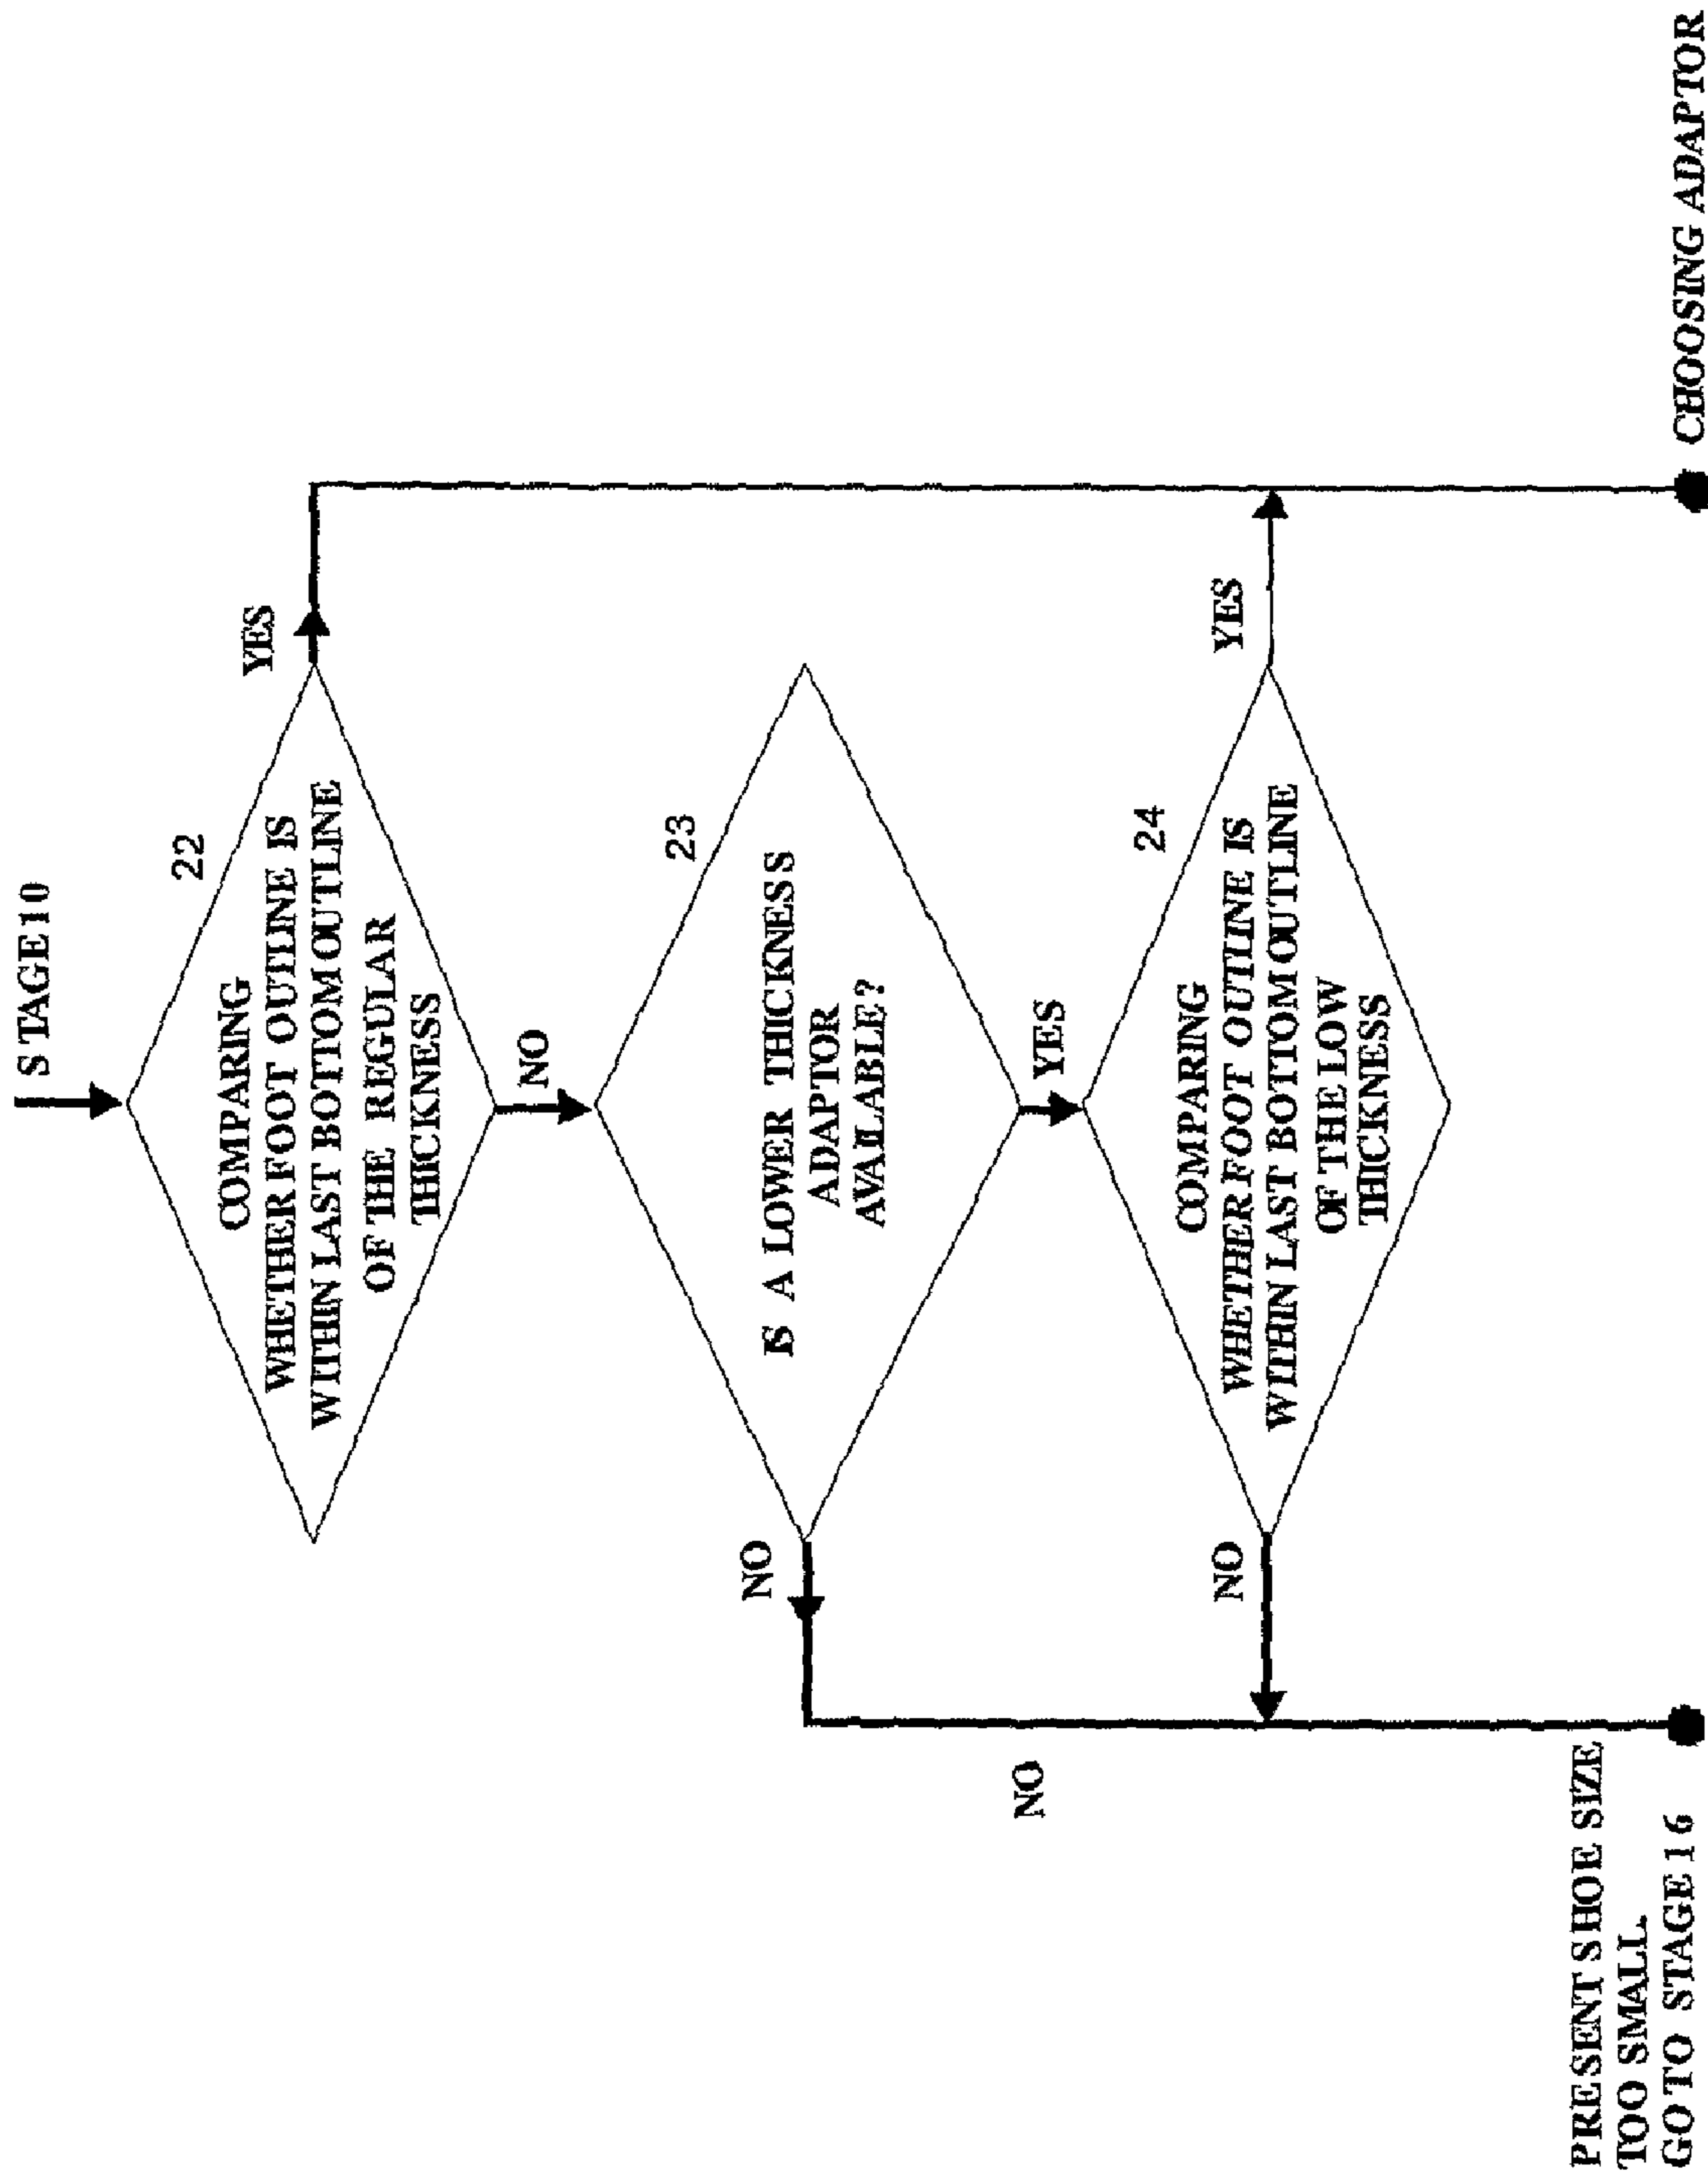 STAGE 10
22
COMPARING
WHETHER FOOT OUTLINE IS
WITHIN LAST BOTTOM OUTLINE
OF THE REGULAR
THICKNESS
YES
NO
23
IS A LOWER THICKNESS
ADAPTOR
AVAILABLE?
NO
YES
24
COMPARING
WHETHER FOOT OUTLINE IS
WITHIN LAST BOTTOM OUTLINE
OF THE LOW
THICKNESS
NO
YES
NO
PRESENT SHOE SIZE
TOO SMALL.
GO TO STAGE 16
CHOOSING ADAPTOR